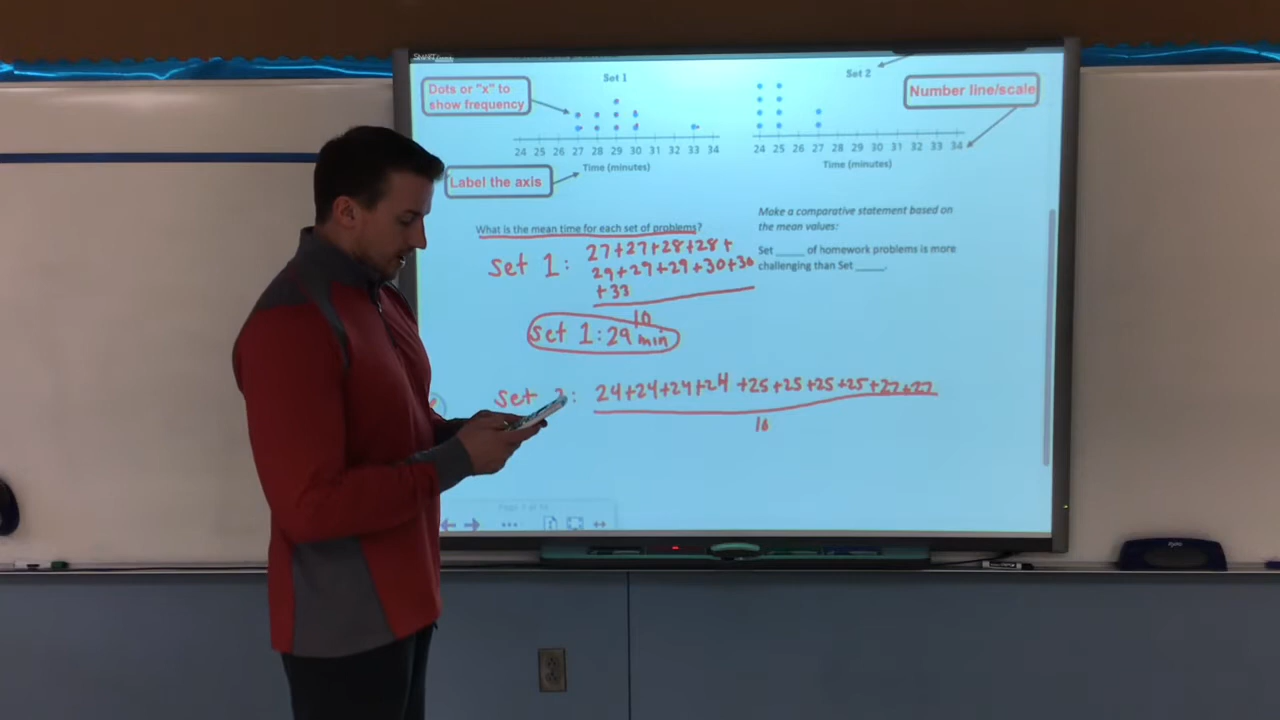 SMART
Set 1
Dots or "x" to
show frequency
24 25 26 27 28 29 30 31 32 33 34
Time (minutes)
Label the axis
Set 2
Number line/scale
24 25 26 27 28 29 30 31 32 33 34
Time (minutes)
What is the mean time for each set of problems?
set 1: 27+27+28+28+
29+29+29+30+30
+33
10
set 1: 29 min
Make a comparative statement based on
the mean values:
Set _____ of homework problems is more
challenging than Set _____.
set 2: 24+24+24+24 +25+25+25+25+27+27
10